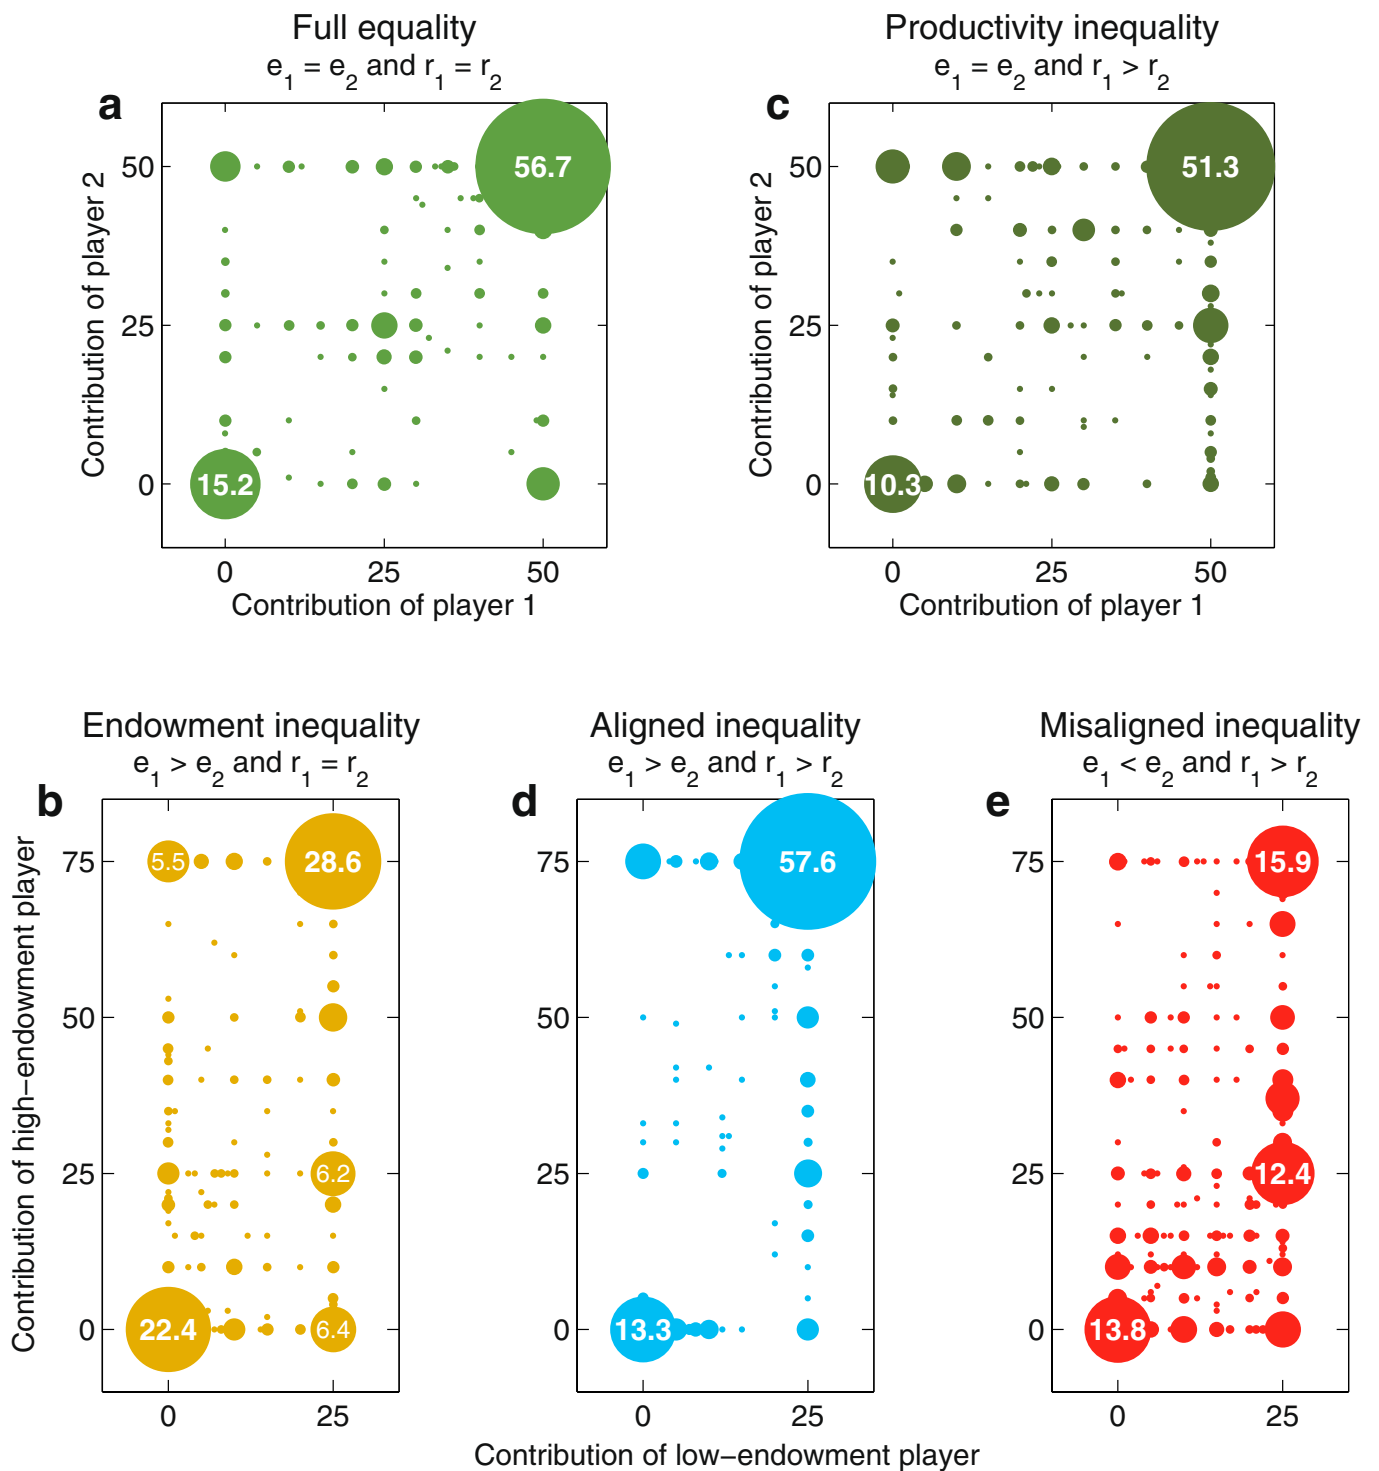 Full equality
e1 = e2 and r1 = r2
a
Contribution of player 2
50
25
0
56.7
15.2
0 25 50
Contribution of player 1
Productivity inequality
e1 = e2 and r1 > r2
c
Contribution of player 2
50
25
0
51.3
10.3
0 25 50
Contribution of player 1
Endowment inequality
e1 > e2 and r1 = r2
b
Contribution of high−endowment player
75
50
25
0
5.5
28.6
6.2
22.4
6.4
0 25
Aligned inequality
e1 > e2 and r1 > r2
d
75
50
25
0
57.6
13.3
0 25
Misaligned inequality
e1 < e2 and r1 > r2
e
75
50
25
0
15.9
12.4
13.8
0 25
Contribution of low−endowment player